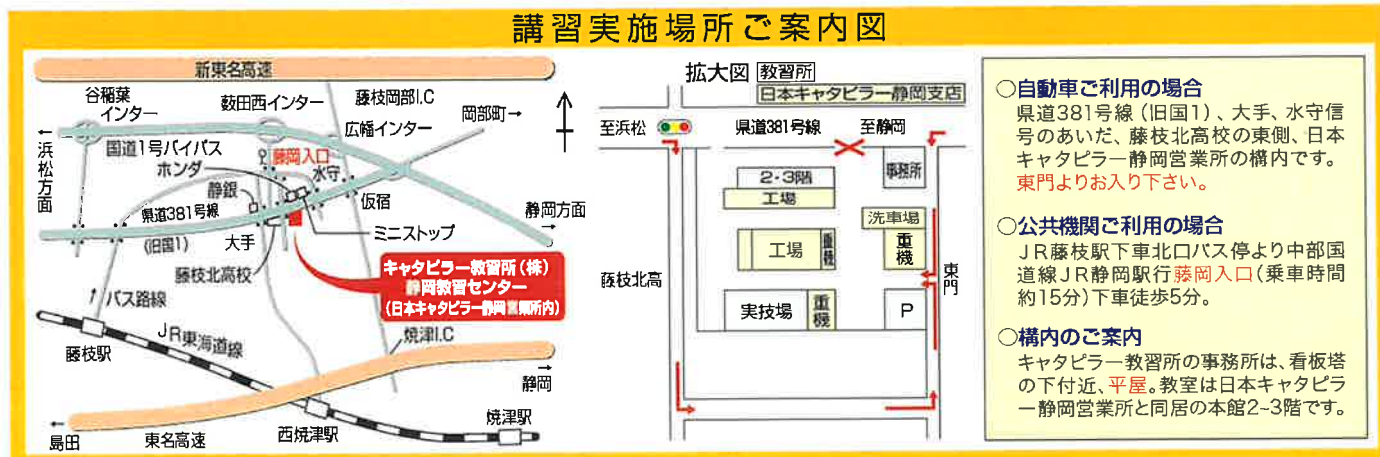 講習実施場所ご案内図
新東名高速
谷稲葉
インター
薮田西インター
藤枝岡部I.C
岡部町→
広幡インター
←浜松方面
国道1号バイパス
藤岡入口
ホンダ
水守
静銀
仮宿
県道381号線
(旧国1)
大手
ミニストップ
静岡方面
→
藤枝北高校
キャタピラー教習所(株)
静岡教習センター
(日本キャタピラー静岡営業所内)
↑バス路線
JR東海道線
藤枝駅
焼津I.C
→
静岡
←
島田
東名高速
西焼津駅
焼津駅
拡大図 教習所
日本キャタピラー静岡支店
至浜松
県道381号線
至静岡
2・3階
工場
事務所
洗車場
工場
重機
重機
藤枝北高
東門
実技場
重機
P
○自動車ご利用の場合
県道381号線(旧国1)、大手、水守信
号のあいだ、藤枝北高校の東側、日本
キャタピラー静岡営業所の構内です。
東門よりお入り下さい。
○公共機関ご利用の場合
JR藤枝駅下車北口バス停より中部国
道線JR静岡駅行藤岡入口(乗車時間
約15分)下車徒歩5分。
○構内のご案内
キャタピラー教習所の事務所は、看板塔
の下付近、平屋。教室は日本キャタピラ
ー静岡営業所と同居の本館2~3階です。